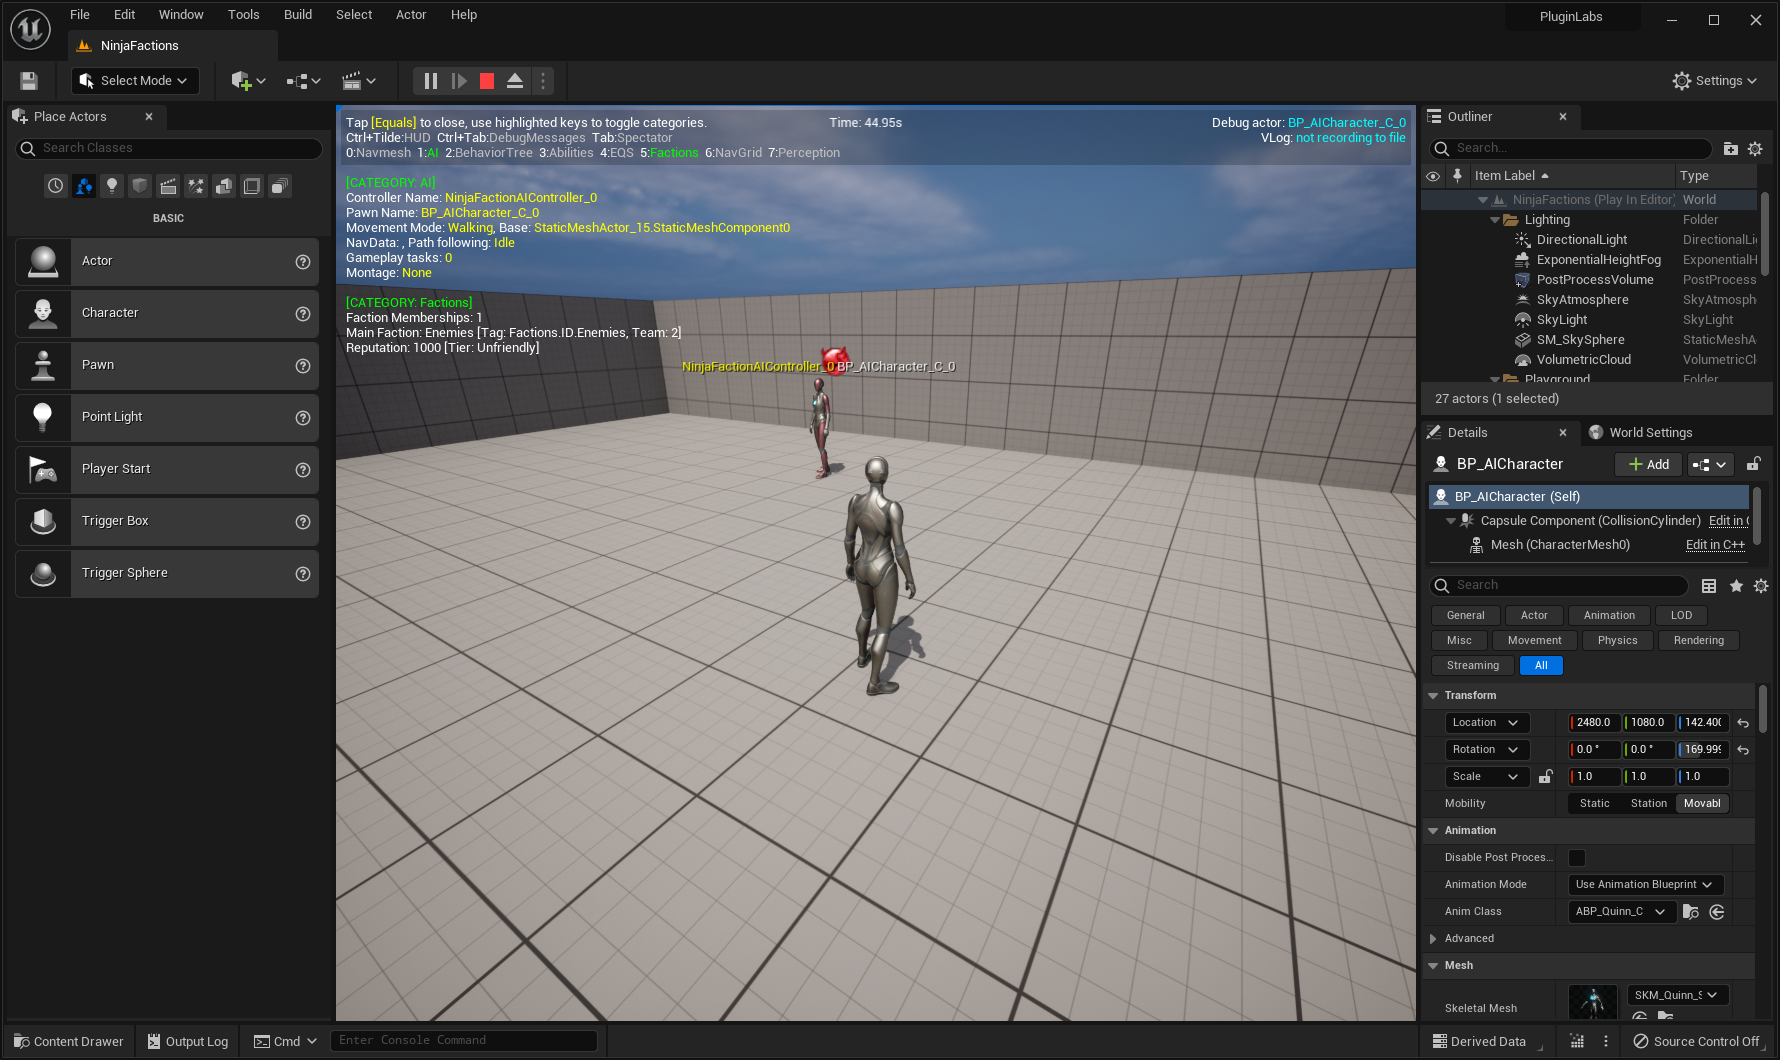 File Edit Window Tools Build Select Actor Help
PluginLabs
NinjaFactions
Select Mode
Settings
Place Actors
Search Classes
BASIC
Actor
Character
Pawn
Point Light
Player Start
Trigger Box
Trigger Sphere
Tap [Equals] to close, use highlighted keys to toggle categories.
Time: 44.95s
Debug actor: BP_AICharacter_C_0
Ctrl+Tilde:HUD Ctrl+Tab:DebugMessages Tab:Spectator
VLog: not recording to file
0:Navmesh 1:AI 2:BehaviorTree 3:Abilities 4:EQS 5:Factions 6:NavGrid 7:Perception
[CATEGORY: AI]
Controller Name: NinjaFactionAIController_0
Pawn Name: BP_AICharacter_C_0
Movement Mode: Walking, Base: StaticMeshActor_15.StaticMeshComponent0
NavData: , Path following: Idle
Gameplay tasks: 0
Montage: None
[CATEGORY: Factions]
Faction Memberships: 1
Main Faction: Enemies [Tag: Factions.ID.Enemies, Team: 2]
Reputation: 1000 [Tier: Unfriendly]
NinjaFactionAIController_0 BP_AICharacter_C_0
Outliner
Search...
Item Label Type
NinjaFactions (Play In Editor) World
Lighting Folder
DirectionalLight DirectionalLi
ExponentialHeightFog ExponentialH
PostProcessVolume PostProcess
SkyAtmosphere SkyAtmosph
SkyLight SkyLight
SM_SkySphere StaticMeshA
VolumetricCloud VolumetricCl
Playground Folder
27 actors (1 selected)
Details
World Settings
BP_AICharacter
Add
BP_AICharacter (Self)
Capsule Component (CollisionCylinder) Edit in C
Mesh (CharacterMesh0) Edit in C++
Search
General Actor Animation LOD
Misc Movement Physics Rendering
Streaming All
Transform
Location 2480.0 1080.0 142.400
Rotation 0.0 ° 0.0 ° 169.999
Scale 1.0 1.0 1.0
Mobility Static Station Movabl
Animation
Disable Post Proces...
Animation Mode Use Animation Blueprint
Anim Class ABP_Quinn_C
Advanced
Mesh
Skeletal Mesh SKM_Quinn_S
Content Drawer Output Log Cmd Enter Console Command
Derived Data Source Control Off